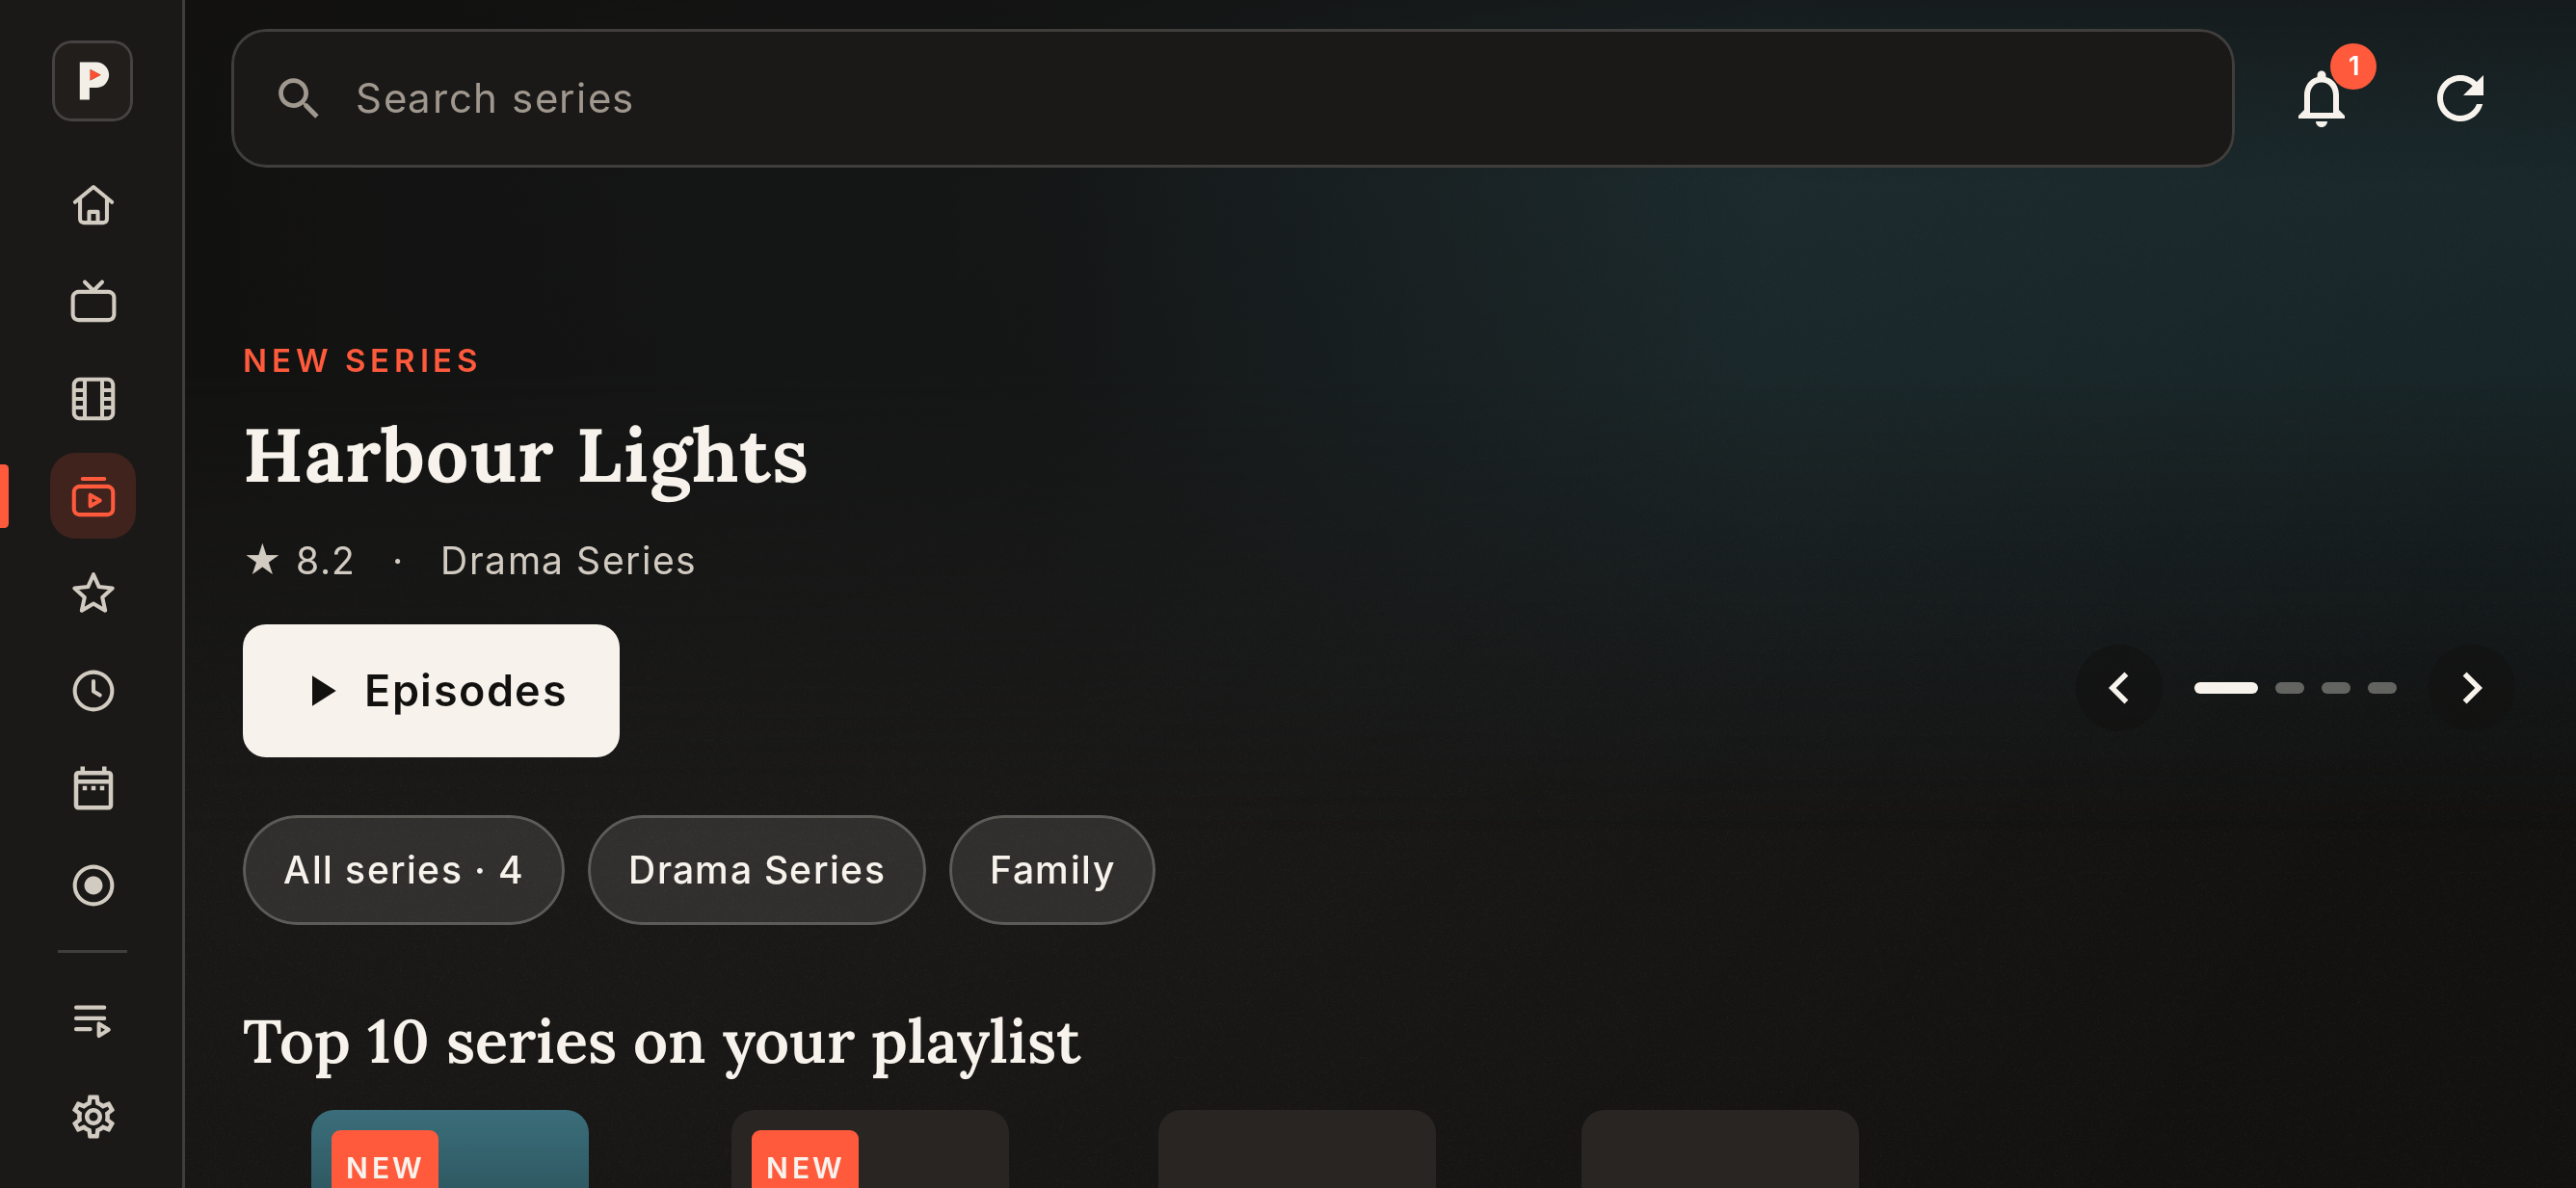 P
Search series
1
NEW SERIES
Harbour Lights
★ 8.2 · Drama Series
Episodes
All series · 4
Drama Series
Family
Top 10 series on your playlist
NEW
NEW